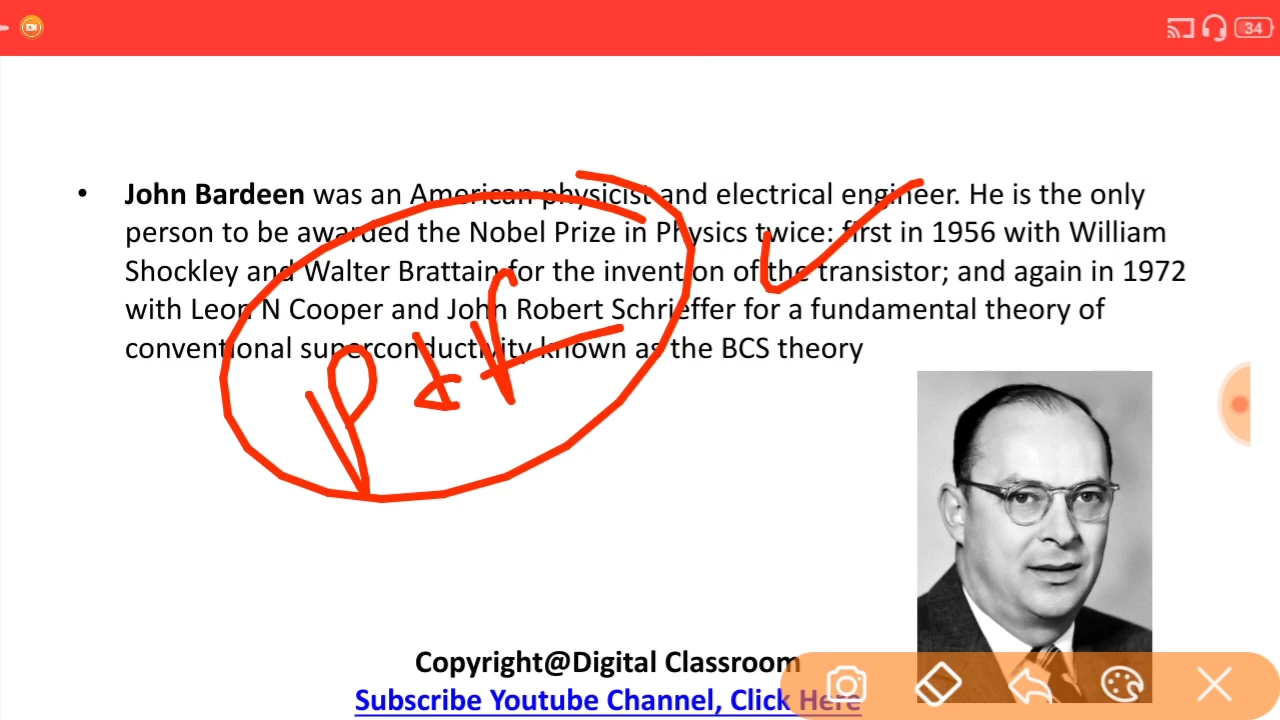 34
• John Bardeen was an American physicist and electrical engineer. He is the only
person to be awarded the Nobel Prize in Physics twice: first in 1956 with William
Shockley and Walter Brattain for the invention of the transistor; and again in 1972
with Leon N Cooper and John Robert Schrieffer for a fundamental theory of
conventional superconductivity known as the BCS theory
Pdf
Copyright@Digital Classroom
Subscribe Youtube Channel, Click Here